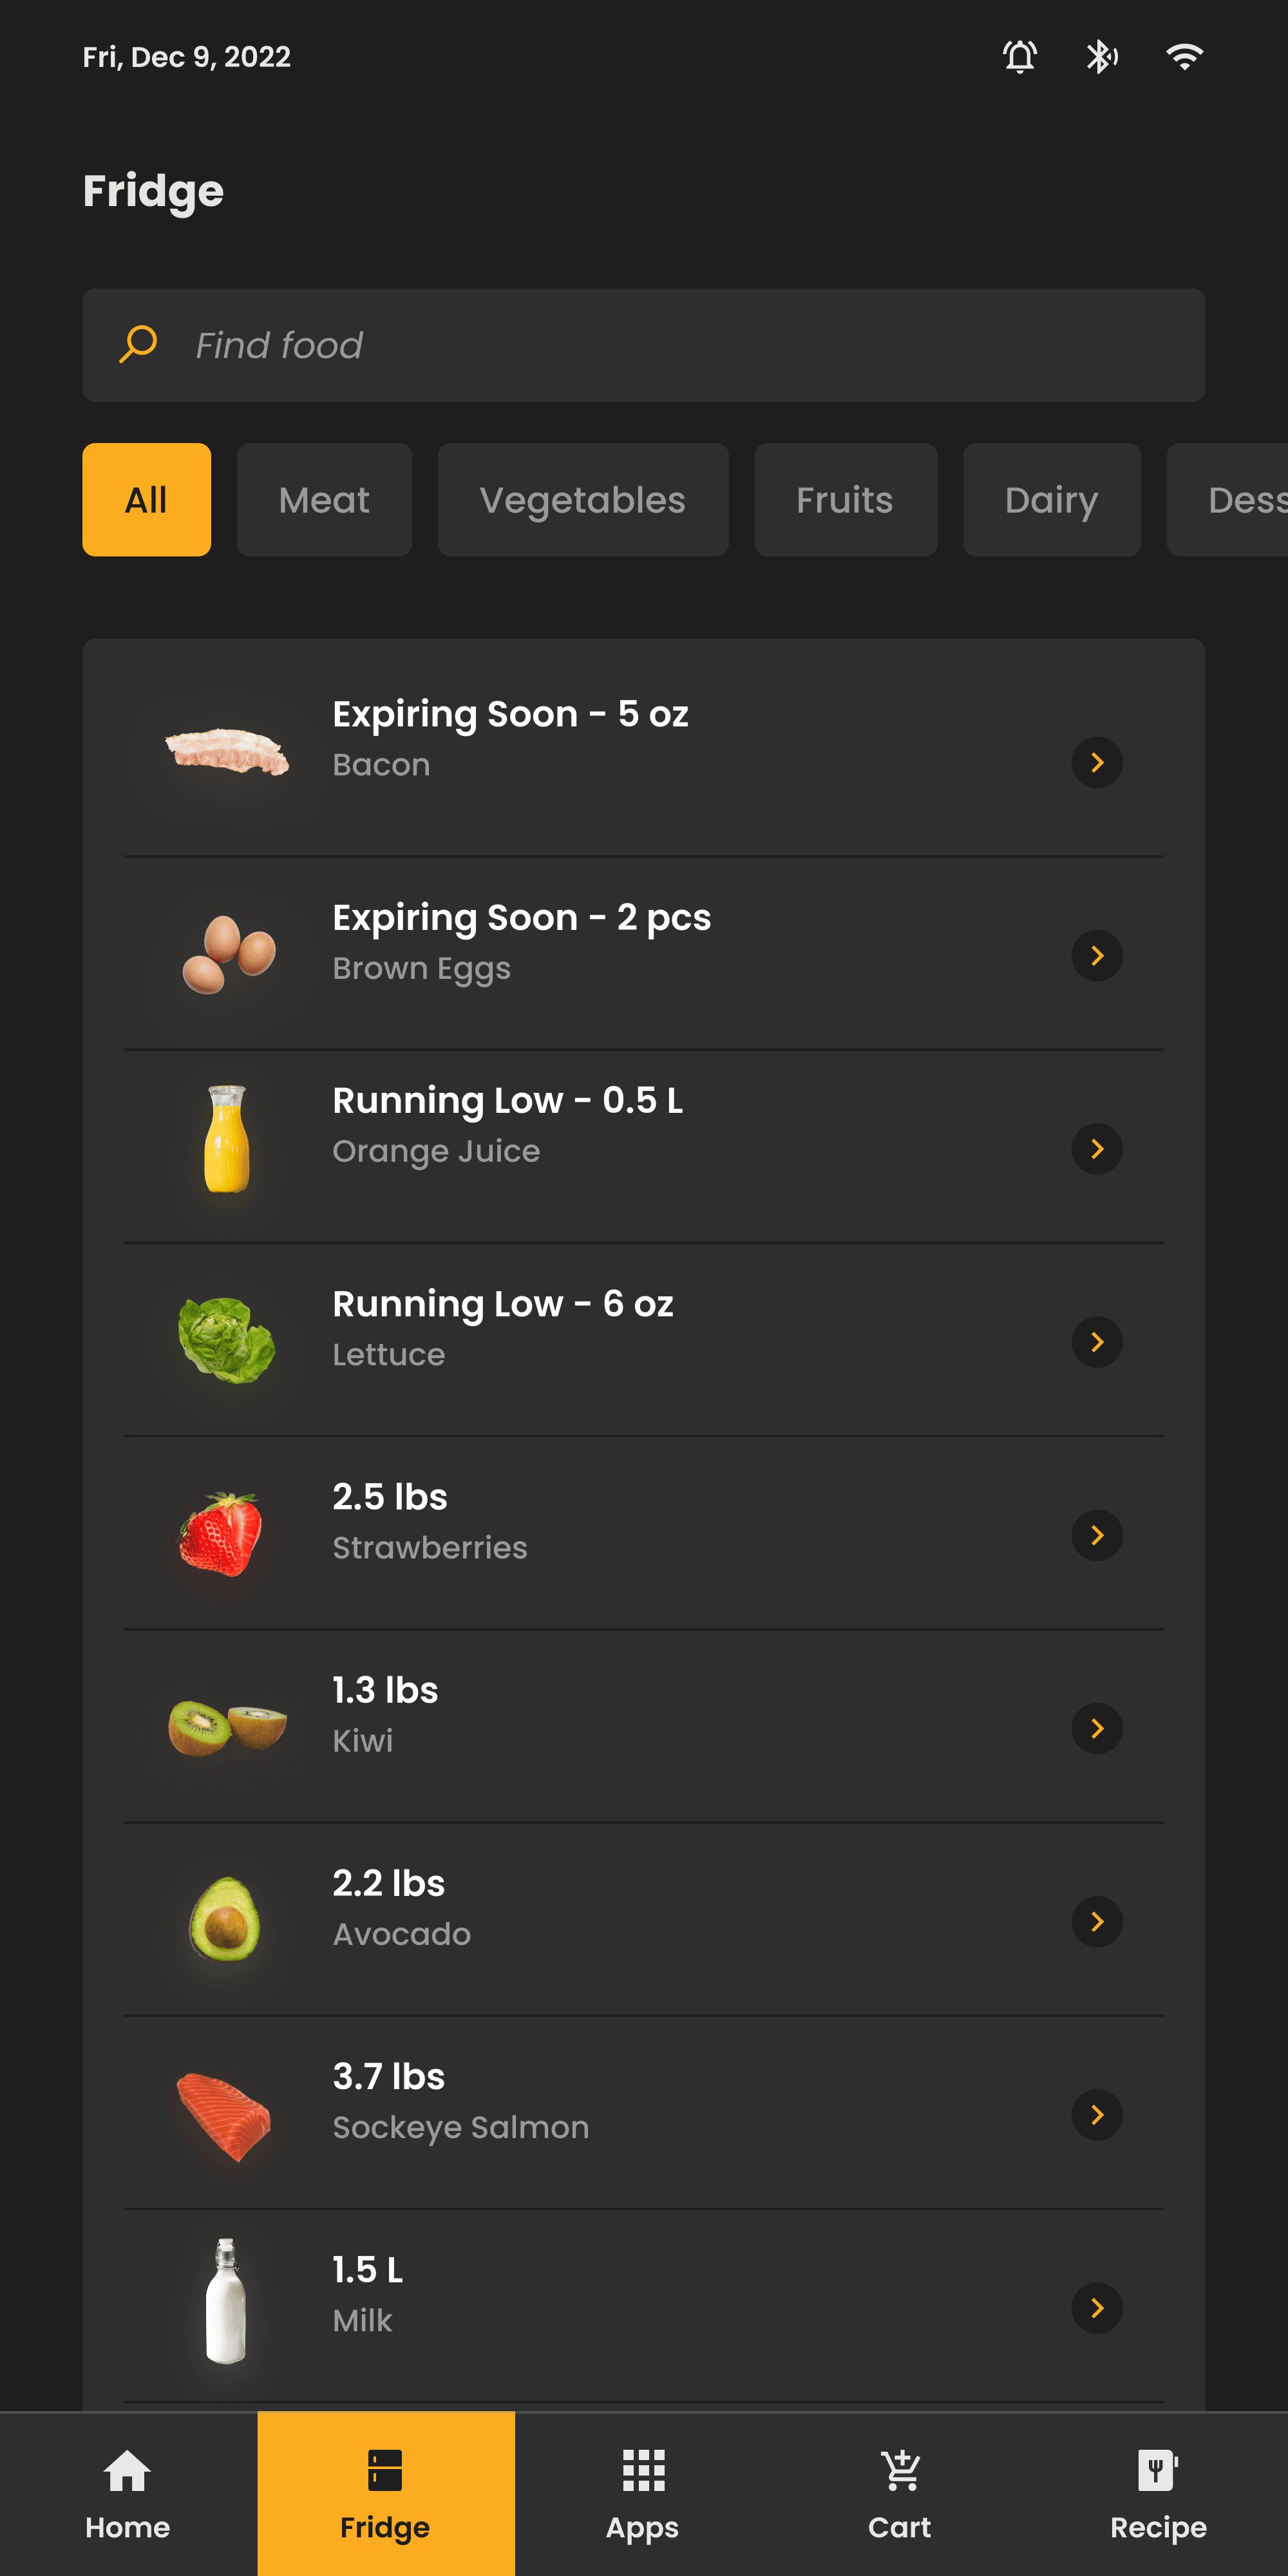 Fri, Dec 9, 2022
Fridge
Find food
All
Meat
Vegetables
Fruits
Dairy
Dess
Expiring Soon - 5 oz
Bacon
Expiring Soon - 2 pcs
Brown Eggs
Running Low - 0.5 L
Orange Juice
Running Low - 6 oz
Lettuce
2.5 lbs
Strawberries
1.3 lbs
Kiwi
2.2 lbs
Avocado
3.7 lbs
Sockeye Salmon
1.5 L
Milk
Home
Fridge
Apps
Cart
Recipe